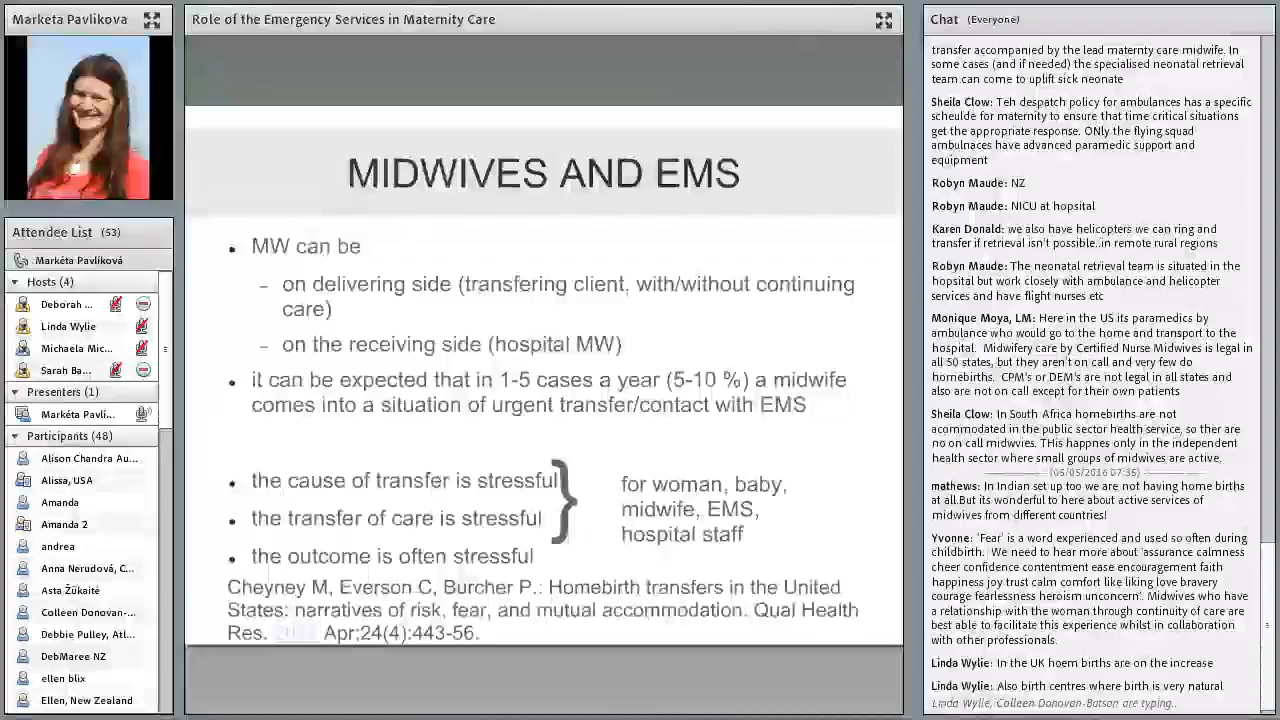 Markéta Pavlíková
Role of the Emergency Services in Maternity Care
Attendee List (53)
Markéta Pavlíková
Hosts (4)
Deborah ...
Linda Wylie
Michaela Mic...
Sarah Ba...
Presenters (1)
Markéta Pavlí...
Participants (48)
Alison Chandra Au...
Alissa, USA
Amanda
Amanda 2
andrea
Anna Nerudová, C...
Asta Žūkaitė
Colleen Donovan-...
Debbie Pulley, Atl...
DebMaree NZ
ellen blix
Ellen, New Zealand
MIDWIVES AND EMS
• MW can be
– on delivering side (transfering client, with/without continuing
care)
– on the receiving side (hospital MW)
• it can be expected that in 1-5 cases a year (5-10 %) a midwife
comes into a situation of urgent transfer/contact with EMS
• the cause of transfer is stressful
• the transfer of care is stressful
• the outcome is often stressful
} for woman, baby,
midwife, EMS,
hospital staff
Cheyney M, Everson C, Burcher P.: Homebirth transfers in the United
States: narratives of risk, fear, and mutual accommodation. Qual Health
Res. Apr;24(4):443-56.
Chat (Everyone)
transfer accompanied by the lead maternity care midwife. In
some cases (and if needed) the specialised neonatal retrieval
team can come to uplift sick neonate
Sheila Clow: Teh despatch policy for ambulances has a specific
scheulde for maternity to ensure that time critical situations
get the appropriate response. ONly the flying squad
ambulnaces have advanced paramedic support and
equipment
Robyn Maude: NZ
Robyn Maude: NICU at hopsital
Karen Donald: we also have helicopters we can ring and
transfer if retrieval isn't possible..in remote rural regions
Robyn Maude: The neonatal retrieval team is situated in the
hopsital but work closely with ambulance and helicopter
services and have flight nurses etc
Monique Moya, LM: Here in the US its paramedics by
ambulance who would go to the home and transport to the
hospital. Midwifery care by Certified Nurse Midwives is legal in
all 50 states, but they aren't on call and very few do
homebirths. CPM's or DEM's are not legal in all states and
also are not on call except for their own patients
Sheila Clow: In South Africa homebirths are not
acommodated in the public sector health service, so ther are
no on call midwvies. THis happnes only in the independent
health sector where small groups of midwives are active.
(05/05/2016 07:35)
mathews: In Indian set up too we are not having home births
at all.But its wonderful to here about active services of
midwives from different countries!
Yvonne: 'Fear' is a word experienced and used so often during
childbirth. We need to hear more about 'assurance calmness
cheer confidence contentment ease encouragement faith
happiness joy trust calm comfort like liking love bravery
courage fearlessness heroism unconcern'. Midwives who have
a relationship with the woman through continuity of care are
best able to facilitate this experience whilst in collaboration
with other professionals.
Linda Wylie: In the UK hoem births are on the increase
Linda Wylie: Also birth centres where birth is very natural
Linda Wylie, Colleen Donovan-Batson are typing..